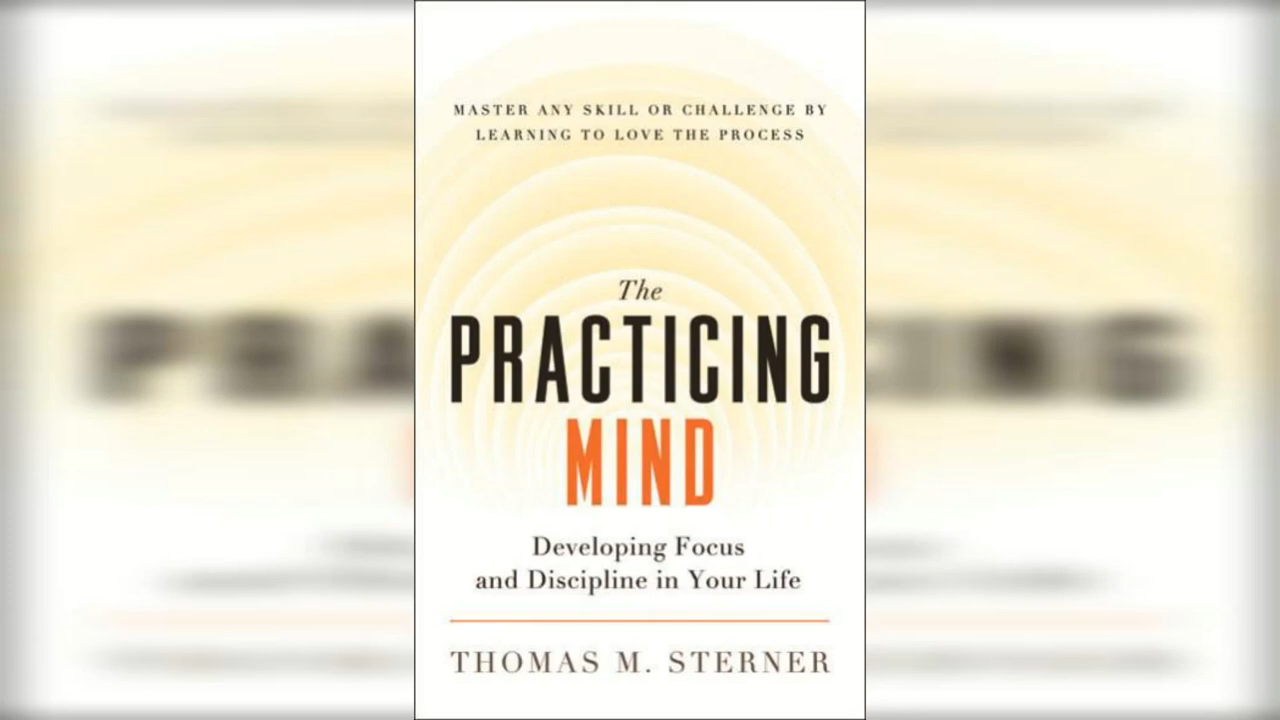 MASTER ANY SKILL OR CHALLENGE BY
LEARNING TO LOVE THE PROCESS
The
PRACTICING
MIND
Developing Focus
and Discipline in Your Life
THOMAS M. STERNER